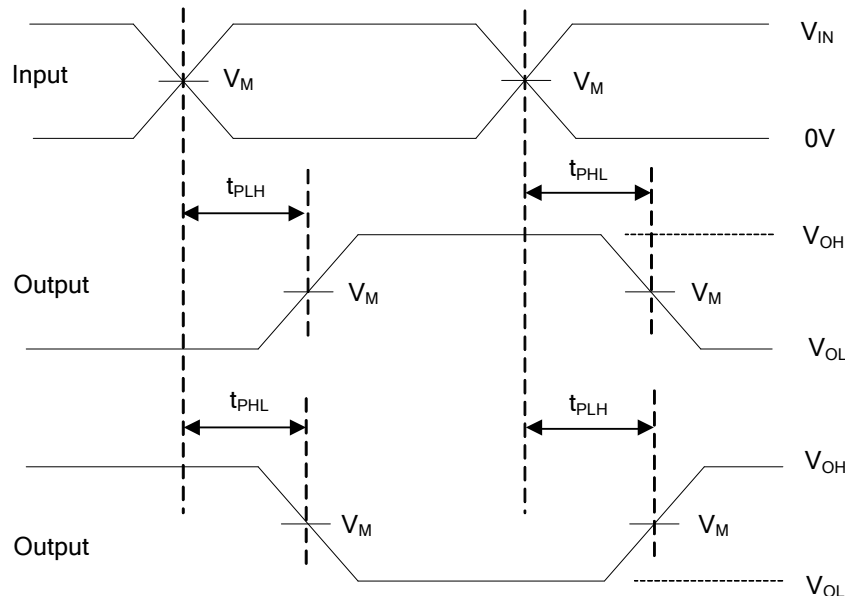 V_IN
Input
V_M
V_M
0V
t_PLH
t_PHL
V_OH
Output
V_M
V_M
V_OL
t_PHL
t_PLH
V_OH
V_M
V_M
Output
V_OL